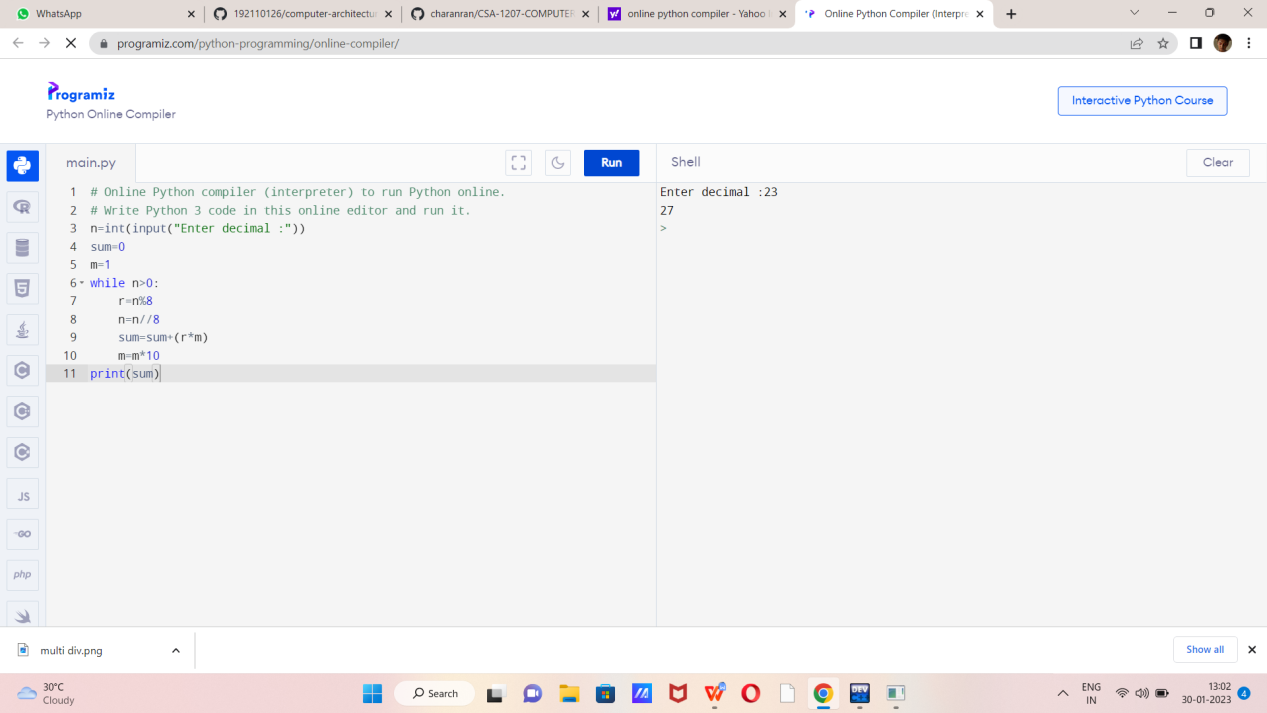 WhatsApp
192110126/computer-architectur
charanran/CSA-1207-COMPUTER
online python compiler - Yahoo I
Online Python Compiler (Interpre
programiz.com/python-programming/online-compiler/
Programiz
Python Online Compiler
Interactive Python Course
main.py
Run
Shell
Clear
1 # Online Python compiler (interpreter) to run Python online.
2 # Write Python 3 code in this online editor and run it.
3 n=int(input("Enter decimal :"))
4 sum=0
5 m=1
6 while n>0:
7 r=n%8
8 n=n//8
9 sum=sum+(r*m)
10 m=m*10
11 print(sum)
Enter decimal :23
27
>
JS
GO
php
multi div.png
Show all
30°C
Cloudy
Search
DEV
ENG
IN
13:02
30-01-2023
4